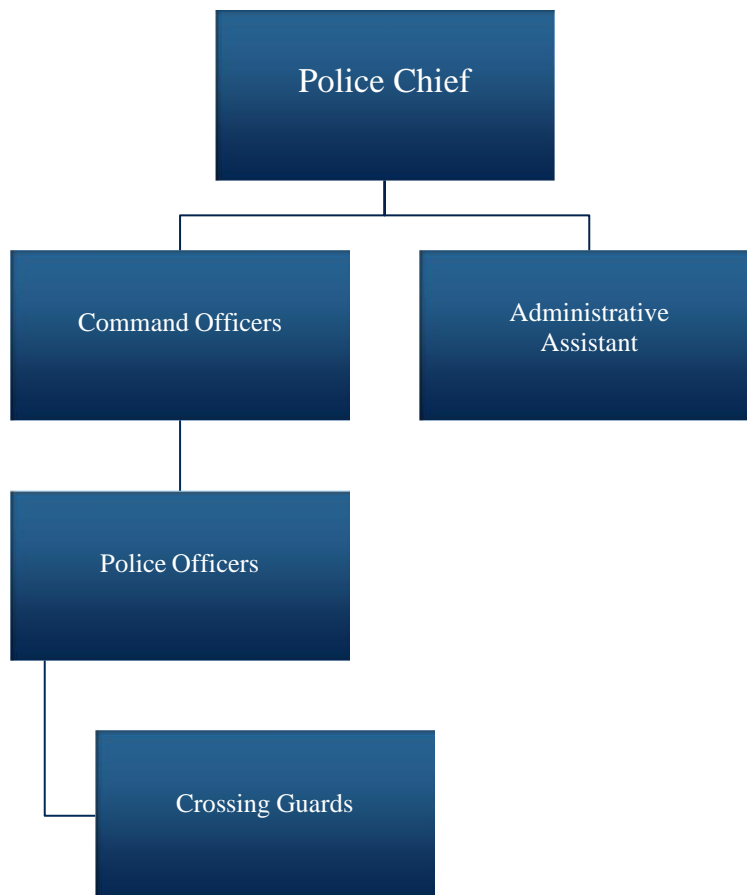 Police Chief
Command Officers
Administrative
Assistant
Police Officers
Crossing Guards